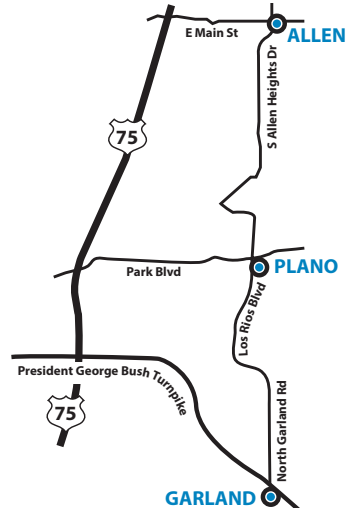 ALLEN
E Main St
S Allen Heights Dr
75
PLANO
Park Blvd
Los Rios Blvd
President George Bush Turnpike
75
North Garland Rd
GARLAND